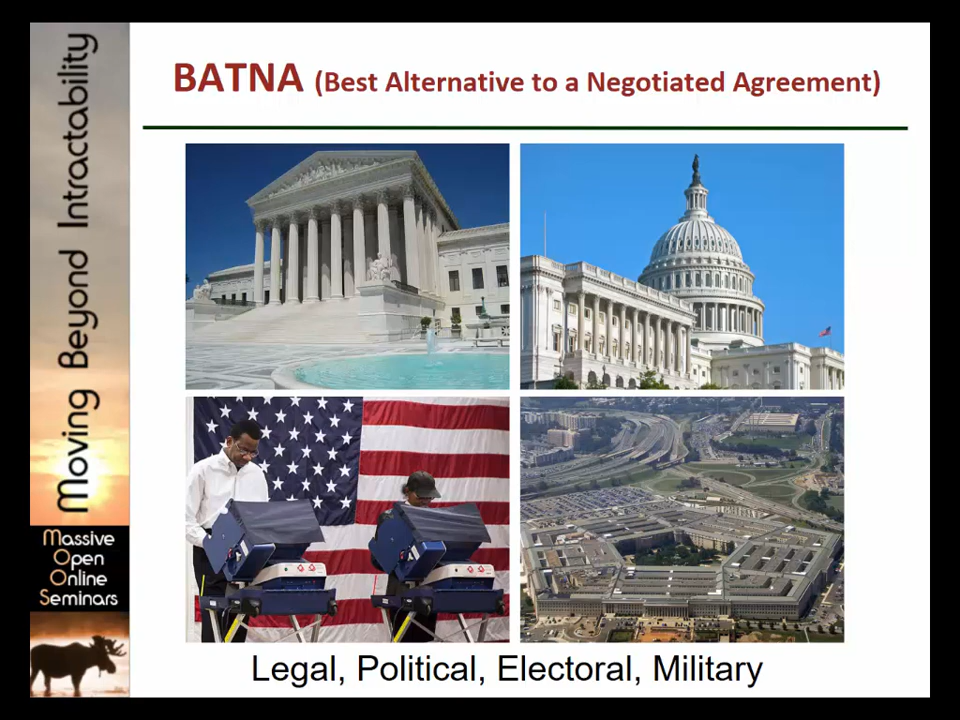 BATNA (Best Alternative to a Negotiated Agreement)
Moving Beyond Intractability
Massive
Open
Online
Seminars
Legal, Political, Electoral, Military